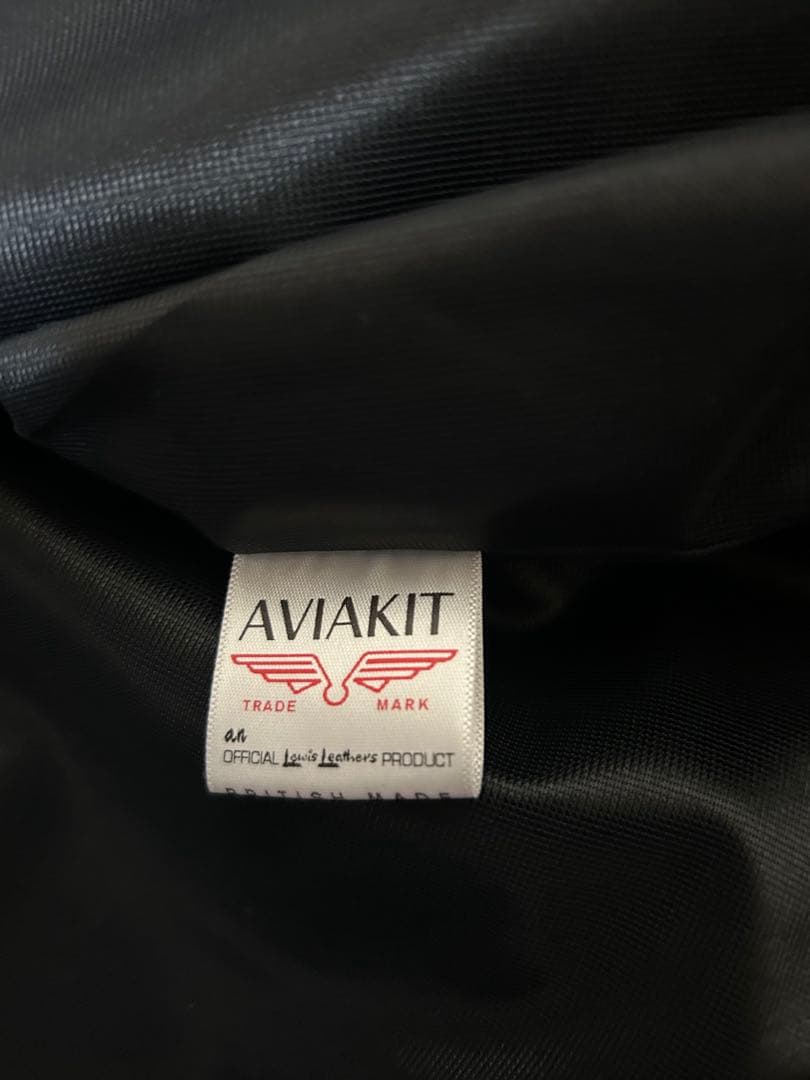 AVIAKIT
TRADE MARK
an
OFFICIAL Lewis Leathers PRODUCT
BRITISH MADE